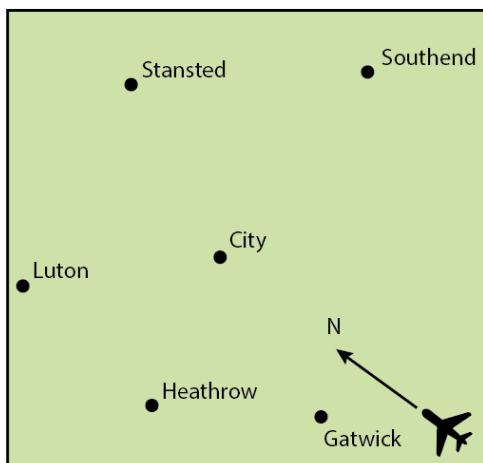 Southend
Stansted
City
Luton
N
Heathrow
Gatwick